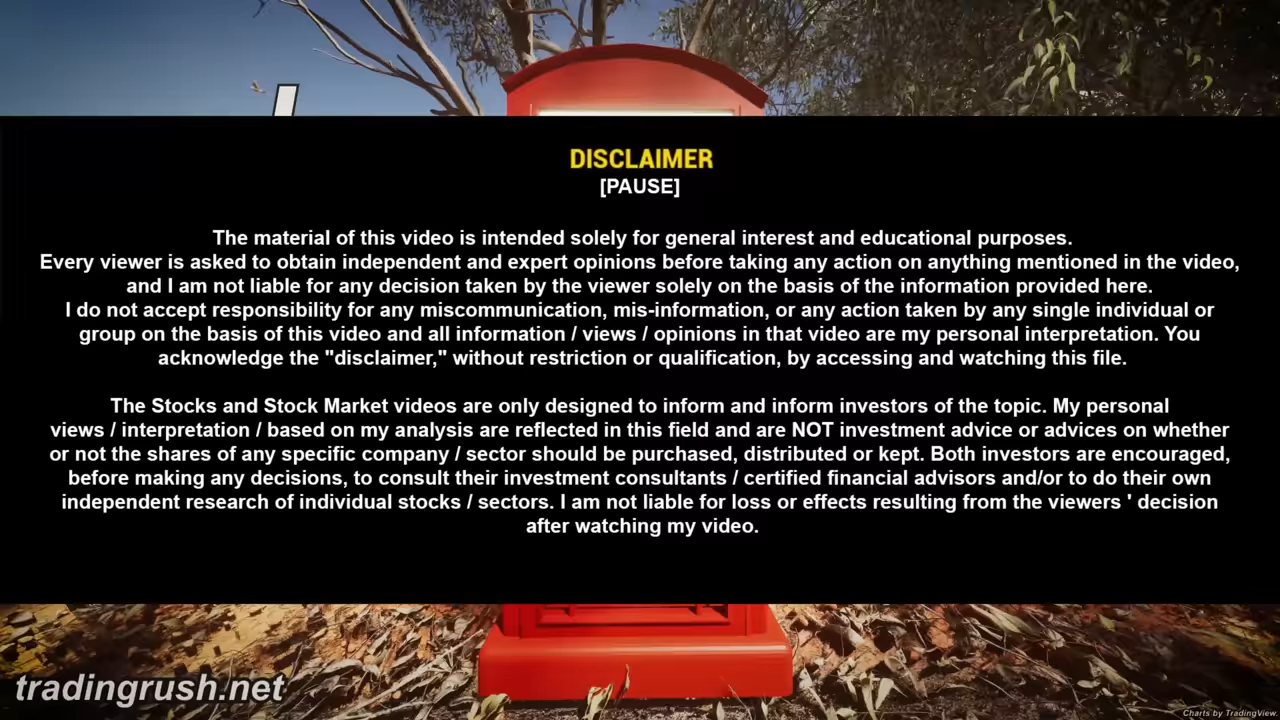 DISCLAIMER
[PAUSE]
The material of this video is intended solely for general interest and educational purposes.
Every viewer is asked to obtain independent and expert opinions before taking any action on anything mentioned in the video,
and I am not liable for any decision taken by the viewer solely on the basis of the information provided here.
I do not accept responsibility for any miscommunication, mis-information, or any action taken by any single individual or
group on the basis of this video and all information / views / opinions in that video are my personal interpretation. You
acknowledge the "disclaimer," without restriction or qualification, by accessing and watching this file.
The Stocks and Stock Market videos are only designed to inform and inform investors of the topic. My personal
views / interpretation / based on my analysis are reflected in this field and are NOT investment advice or advices on whether
or not the shares of any specific company / sector should be purchased, distributed or kept. Both investors are encouraged,
before making any decisions, to consult their investment consultants / certified financial advisors and/or to do their own
independent research of individual stocks / sectors. I am not liable for loss or effects resulting from the viewers ' decision
after watching my video.
tradingrush.net
Charts by TradingView.